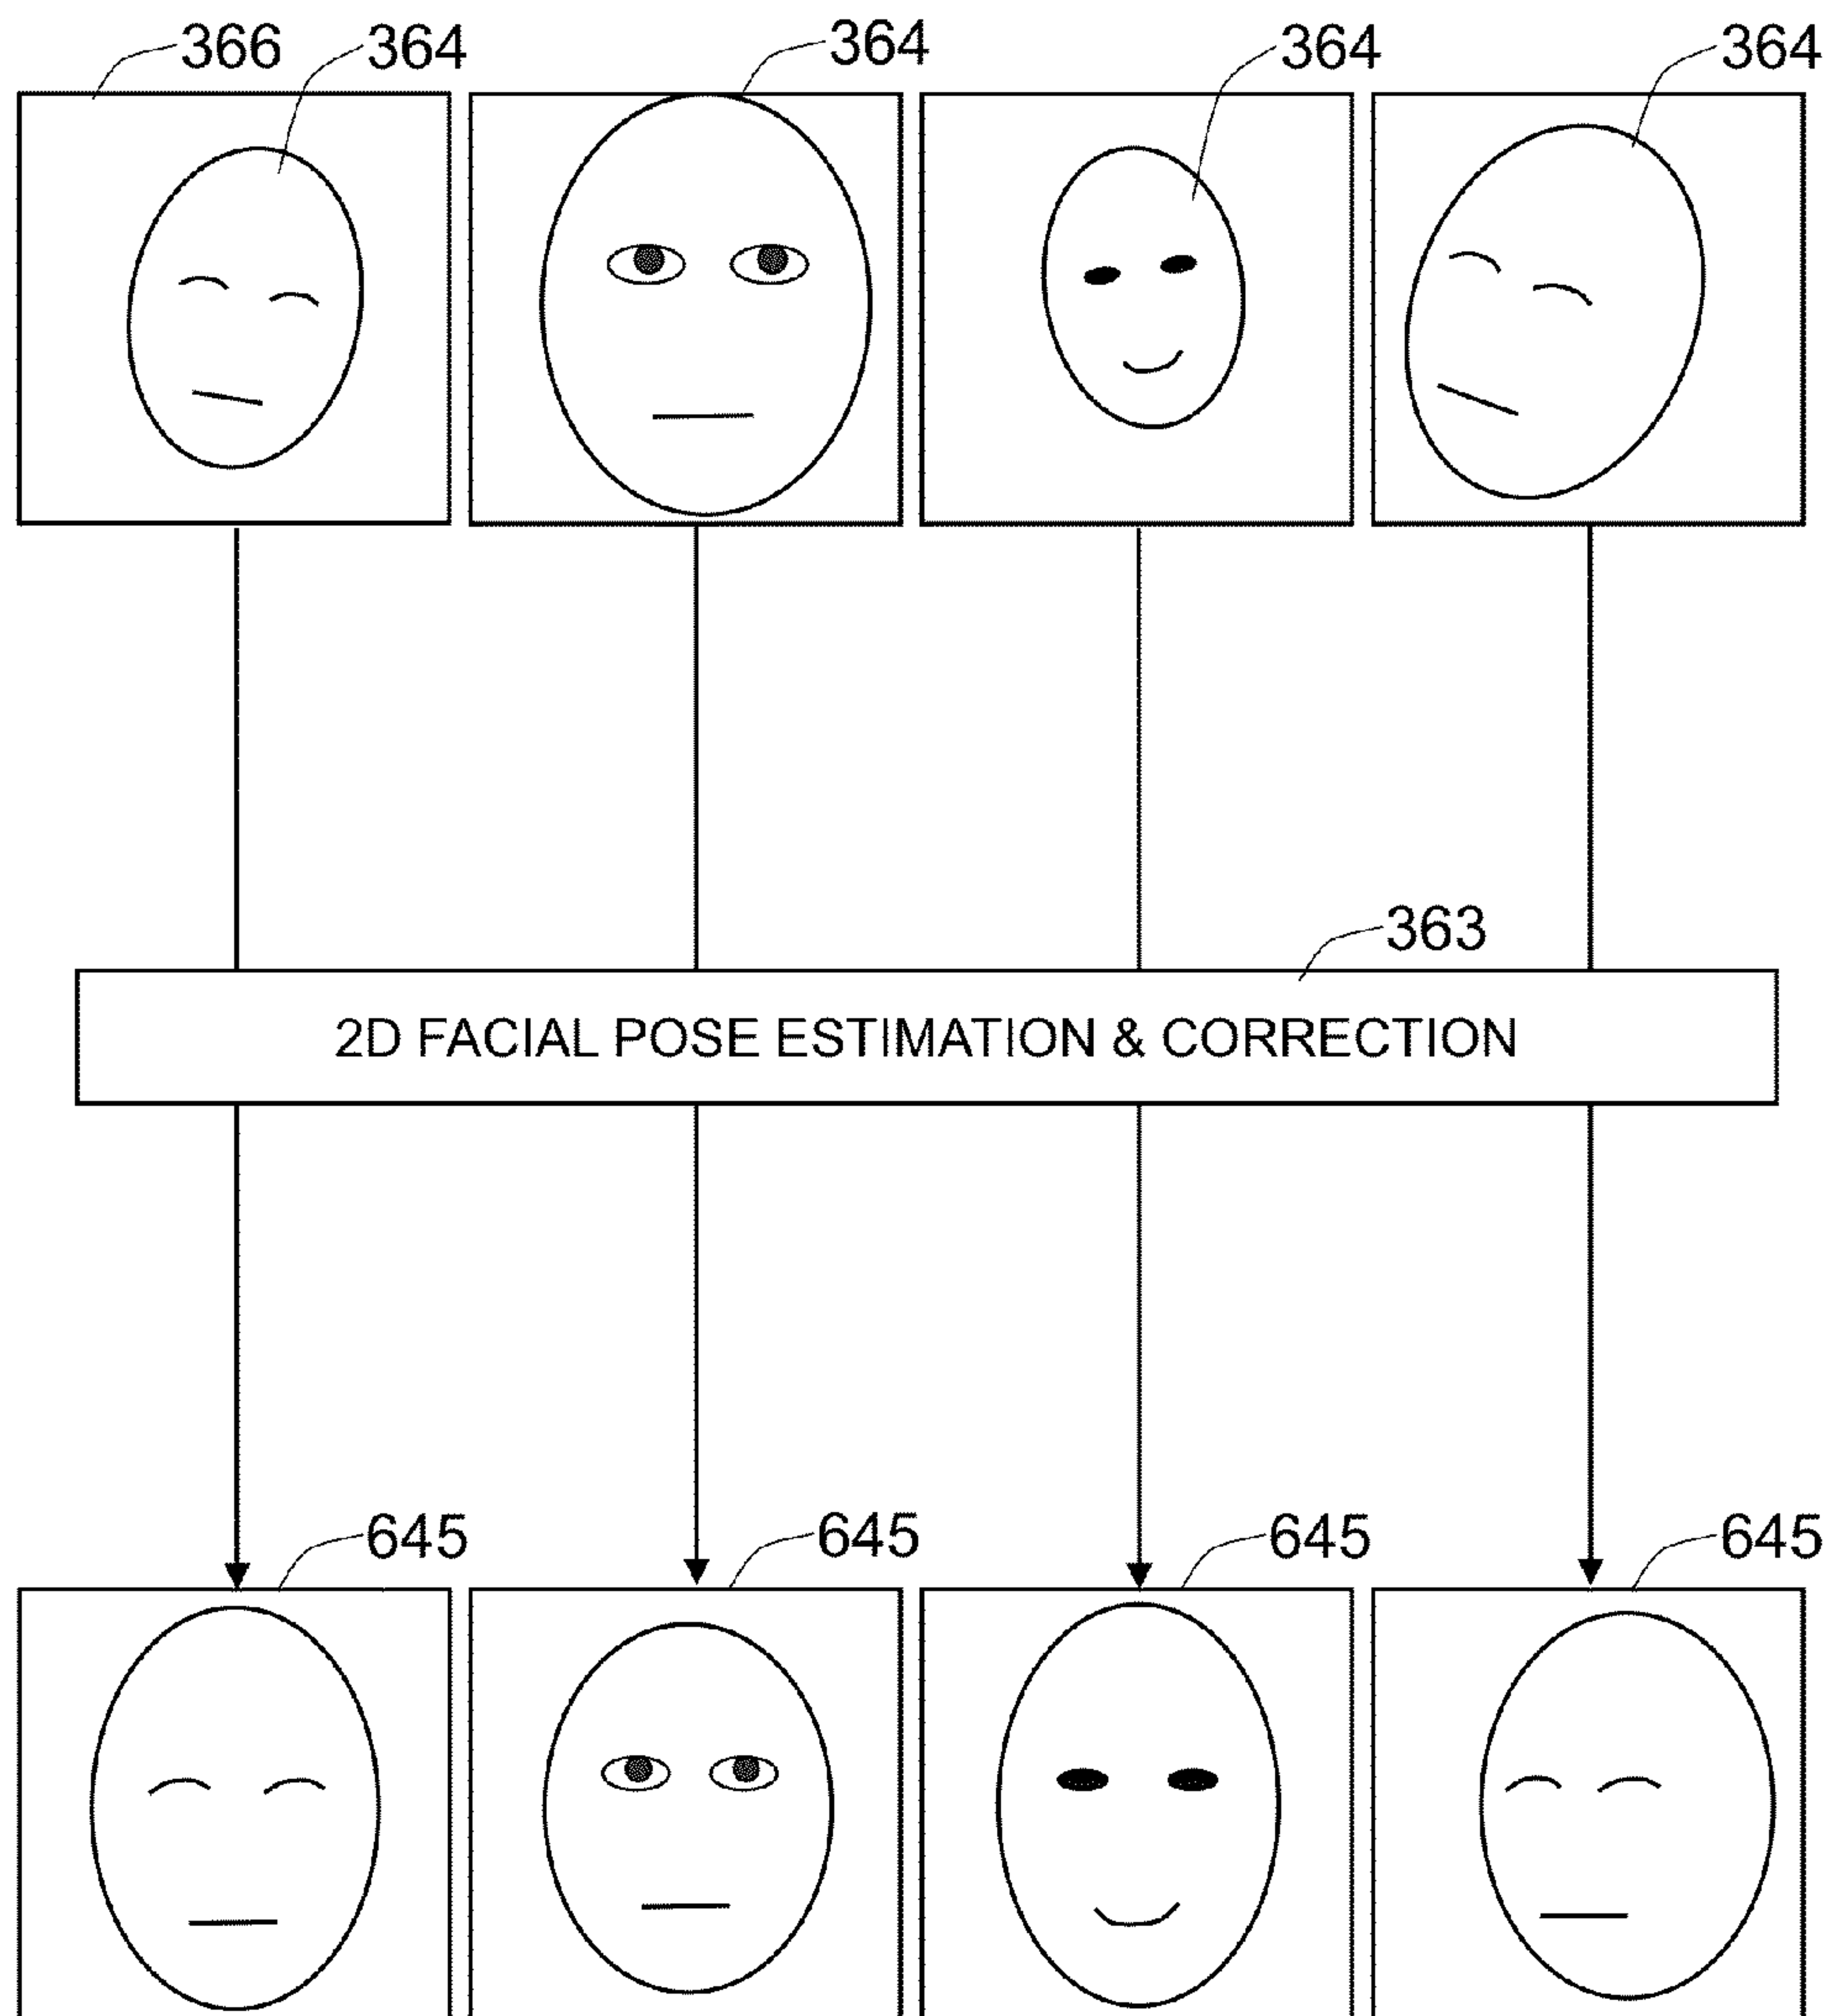 366 364 364 364 364
363
2D FACIAL POSE ESTIMATION & CORRECTION
645 645 645 645